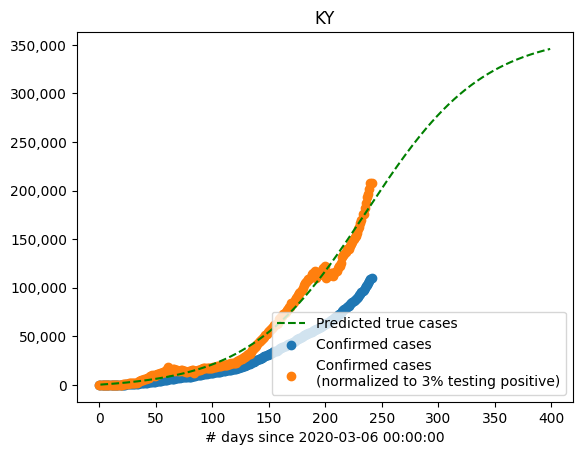 KY
350,000
300,000
250,000
200,000
150,000
100,000
50,000
0
Predicted true cases
Confirmed cases
Confirmed cases
(normalized to 3% testing positive)
0 50 100 150 200 250 300 350 400
# days since 2020-03-06 00:00:00